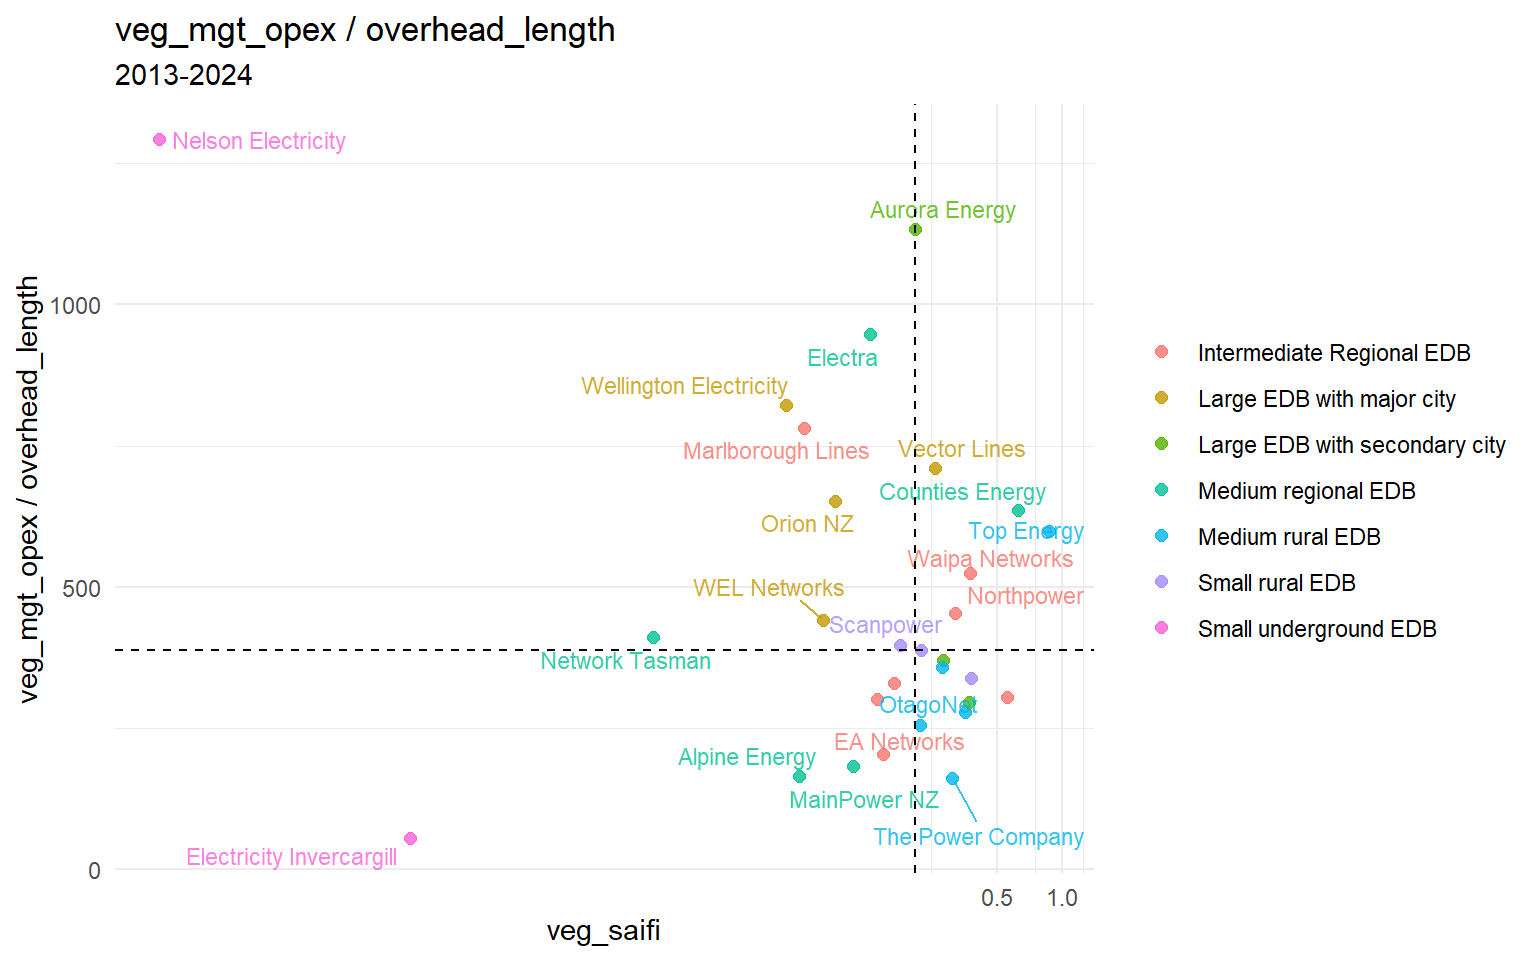 veg_mgt_opex / overhead_length
2013-2024
Nelson Electricity
Aurora Energy
1000
Electra
Wellington Electricity
Marlborough Lines
Vector Lines
Counties Energy
Orion NZ
Top Energy
Waipa Networks
500
WEL Networks
Northpower
Scanpower
Network Tasman
OtagoNet
EA Networks
Alpine Energy
MainPower NZ
The Power Company
Electricity Invercargill
0
0.5
1.0
veg_saifi
veg_mgt_opex / overhead_length
Intermediate Regional EDB
Large EDB with major city
Large EDB with secondary city
Medium regional EDB
Medium rural EDB
Small rural EDB
Small underground EDB